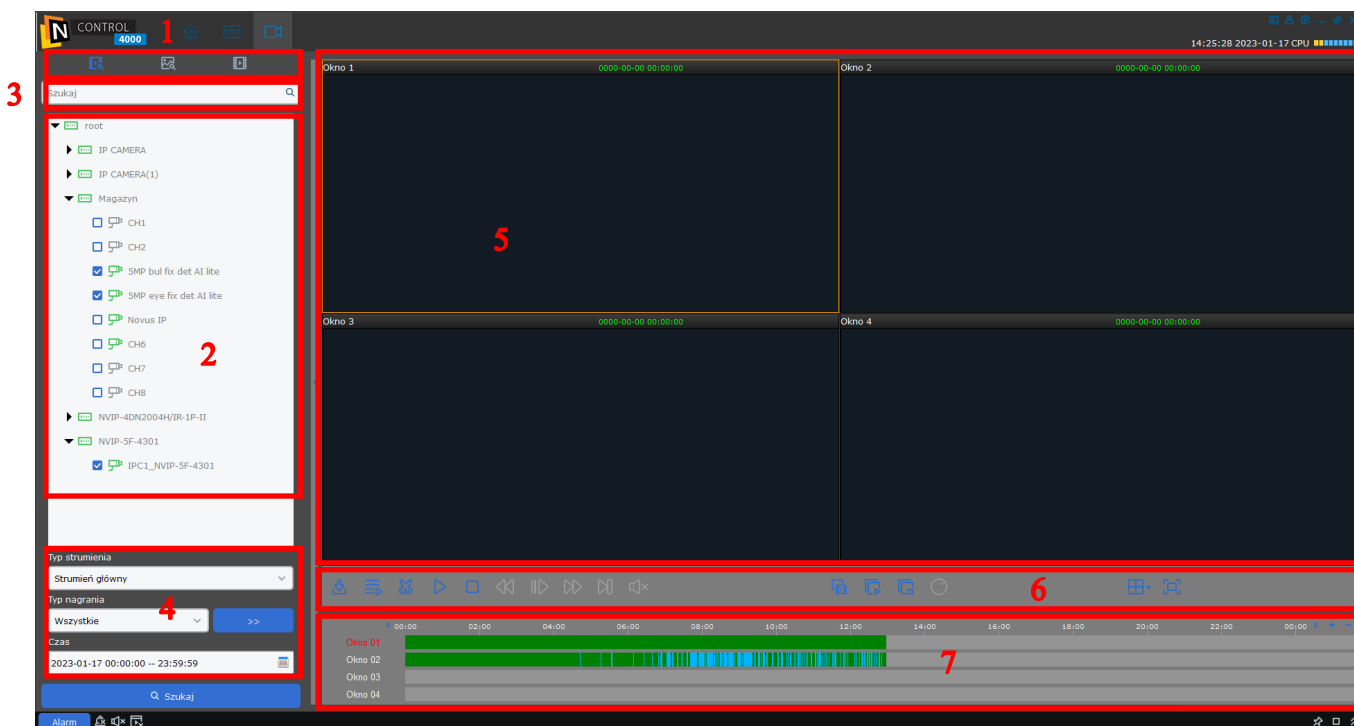 N CONTROL
4000
1
14:25:28 2023-01-17 CPU
3
Szukaj
root
IP CAMERA
IP CAMERA(1)
Magazyn
CH1
CH2
5MP bul fix det AI lite
5MP eye fix det AI lite
Novus IP
CH6
2
CH7
CH8
NVIP-4DN2004H/IR-1P-II
NVIP-5F-4301
IPC1_NVIP-5F-4301
Typ strumienia
Strumień główny
Typ nagrania
4
Wszystkie
>>
Czas
2023-01-17 00:00:00 -- 23:59:59
Szukaj
Alarm
Okno 1 0000-00-00 00:00:00
Okno 2 0000-00-00 00:00:00
5
Okno 3 0000-00-00 00:00:00
Okno 4 0000-00-00 00:00:00
6
00:00 02:00 04:00 06:00 08:00 10:00 12:00 14:00 16:00 18:00 20:00 22:00 00:00
Okno 01
Okno 02
7
Okno 03
Okno 04